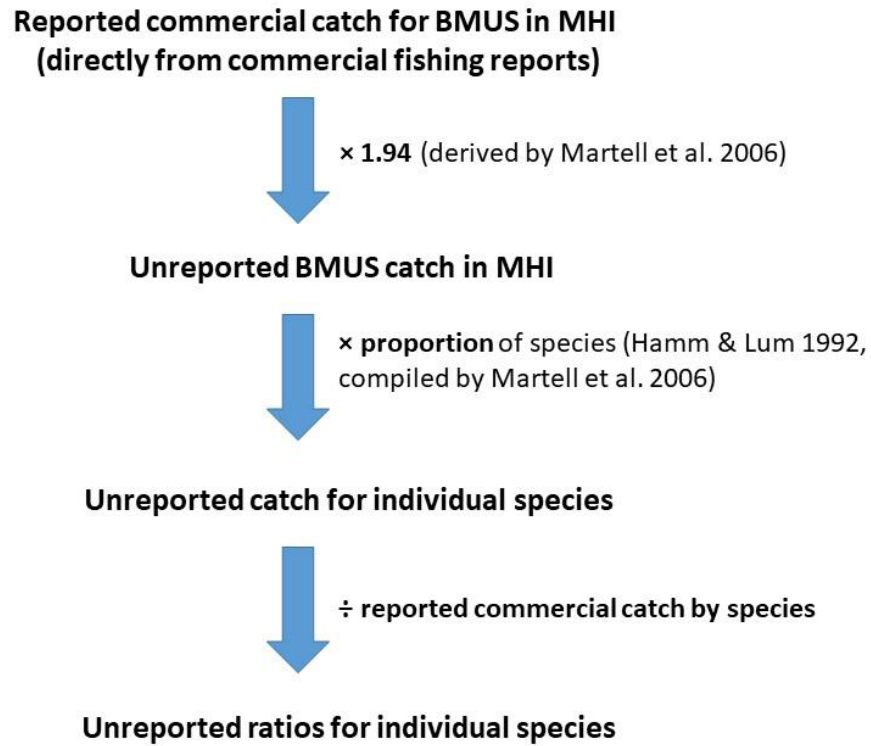 Reported commercial catch for BMUS in MHI
(directly from commercial fishing reports)
× 1.94 (derived by Martell et al. 2006)
Unreported BMUS catch in MHI
× proportion of species (Hamm & Lum 1992,
compiled by Martell et al. 2006)
Unreported catch for individual species
÷ reported commercial catch by species
Unreported ratios for individual species